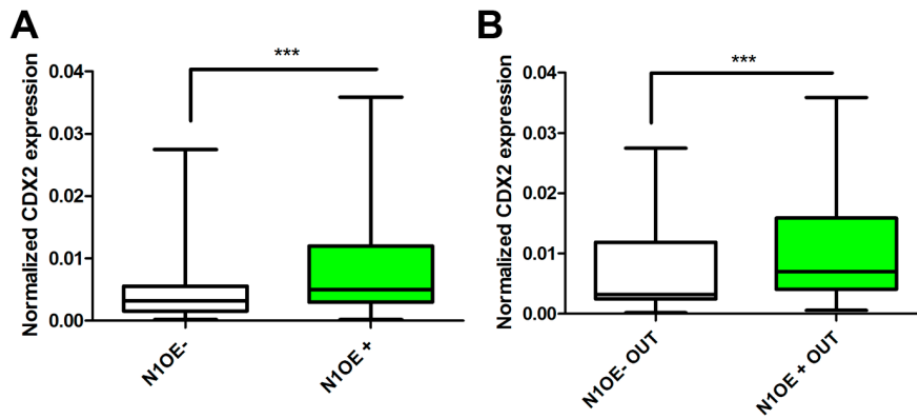 A
***
Normalized CDX2 expression
0.04
0.03
0.02
0.01
0.00
N1OE-
N1OE +
B
***
Normalized CDX2 expression
0.04
0.03
0.02
0.01
0.00
N1OE- OUT
N1OE + OUT